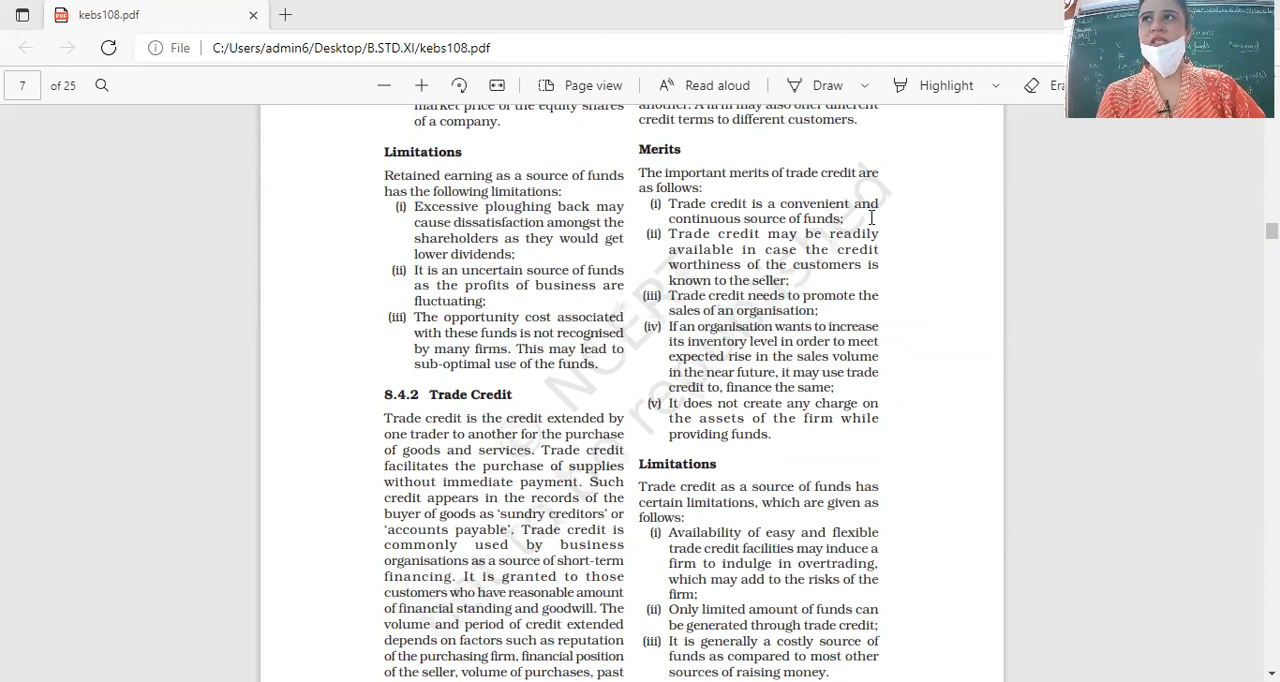 kebs108.pdf
File
C:/Users/admin6/Desktop/B.STD.XI/kebs108.pdf
7 of 25
Page view
Read aloud
Draw
Highlight
Era
market price of the equity shares
of a company.
Limitations
Retained earning as a source of funds
has the following limitations:
(i) Excessive ploughing back may
cause dissatisfaction amongst the
shareholders as they would get
lower dividends;
(ii) It is an uncertain source of funds
as the profits of business are
fluctuating;
(iii) The opportunity cost associated
with these funds is not recognised
by many firms. This may lead to
sub-optimal use of the funds.
8.4.2 Trade Credit
Trade credit is the credit extended by
one trader to another for the purchase
of goods and services. Trade credit
facilitates the purchase of supplies
without immediate payment. Such
credit appears in the records of the
buyer of goods as ‘sundry creditors’ or
‘accounts payable’. Trade credit is
commonly used by business
organisations as a source of short-term
financing. It is granted to those
customers who have reasonable amount
of financial standing and goodwill. The
volume and period of credit extended
depends on factors such as reputation
of the purchasing firm, financial position
of the seller, volume of purchases, past
another. A firm may also offer different
credit terms to different customers.
Merits
The important merits of trade credit are
as follows:
(i) Trade credit is a convenient and
continuous source of funds;
(ii) Trade credit may be readily
available in case the credit
worthiness of the customers is
known to the seller;
(iii) Trade credit needs to promote the
sales of an organisation;
(iv) If an organisation wants to increase
its inventory level in order to meet
expected rise in the sales volume
in the near future, it may use trade
credit to, finance the same;
(v) It does not create any charge on
the assets of the firm while
providing funds.
Limitations
Trade credit as a source of funds has
certain limitations, which are given as
follows:
(i) Availability of easy and flexible
trade credit facilities may induce a
firm to indulge in overtrading,
which may add to the risks of the
firm;
(ii) Only limited amount of funds can
be generated through trade credit;
(iii) It is generally a costly source of
funds as compared to most other
sources of raising money.
© NCERT
not to be republished